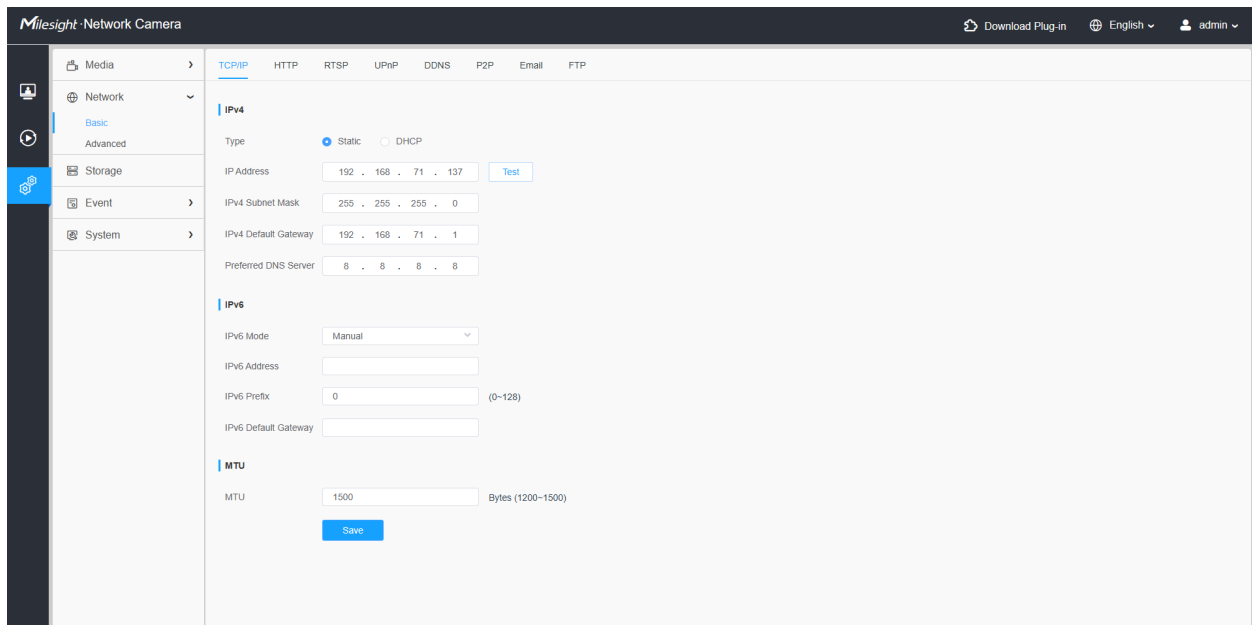 Milesight·Network Camera
Download Plug-in English admin
Media
Network
Basic
Advanced
Storage
Event
System
TCP/IP HTTP RTSP UPnP DDNS P2P Email FTP
IPv4
Type Static DHCP
IP Address 192 . 168 . 71 . 137 Test
IPv4 Subnet Mask 255 . 255 . 255 . 0
IPv4 Default Gateway 192 . 168 . 71 . 1
Preferred DNS Server 8 . 8 . 8 . 8
IPv6
IPv6 Mode Manual
IPv6 Address
IPv6 Prefix 0 (0~128)
IPv6 Default Gateway
MTU
MTU 1500 Bytes (1200~1500)
Save